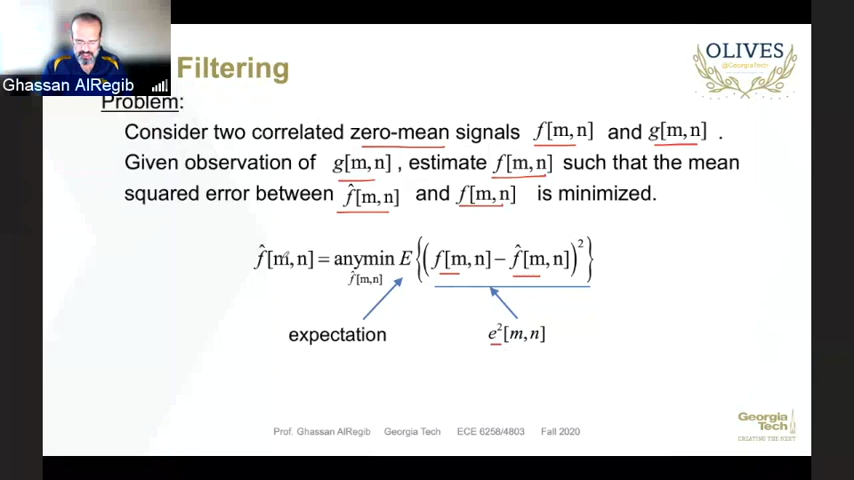 Ghassan AlRegib
Filtering
OLIVES
@GeorgiaTech
Problem:
Consider two correlated zero-mean signals f[m,n] and g[m,n] .
Given observation of g[m,n] , estimate f[m,n] such that the mean
squared error between f̂[m,n] and f[m,n] is minimized.
f̂[m,n] = anymin E{(f[m,n] − f̂[m,n])²}
f̂[m,n]
expectation
e²[m,n]
Prof. Ghassan AlRegib Georgia Tech ECE 6258/4803 Fall 2020
Georgia
Tech
CREATING THE NEXT